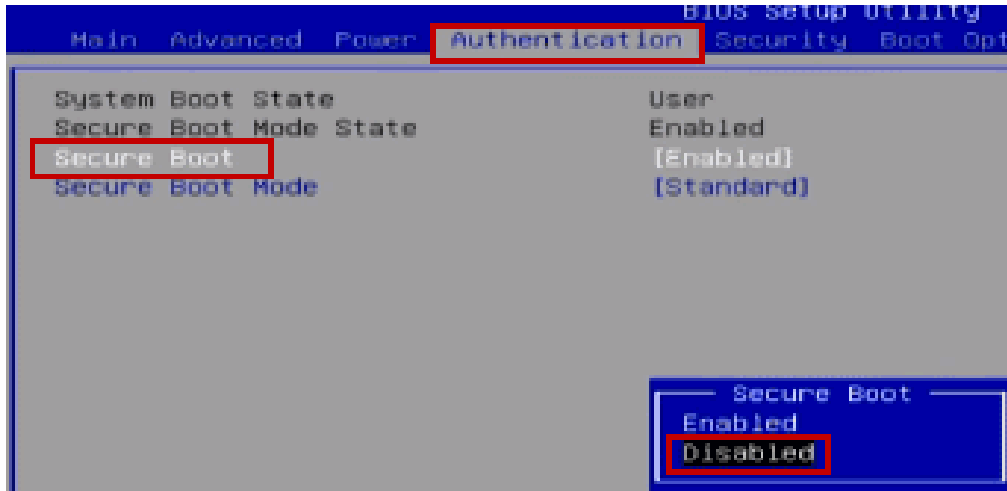 BIOS Setup Utility
Main Advanced Power Authentication Security Boot Opt
System Boot State User
Secure Boot Mode State Enabled
Secure Boot [Enabled]
Secure Boot Mode [Standard]
Secure Boot
Enabled
Disabled